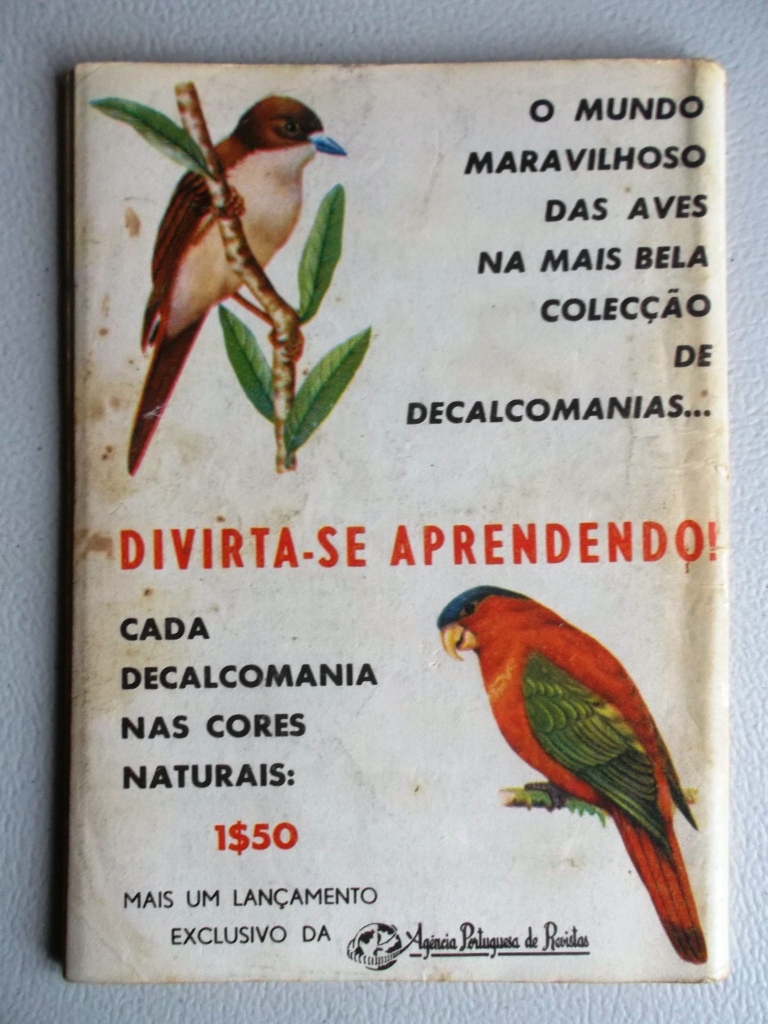 O MUNDO
MARAVILHOSO
DAS AVES
NA MAIS BELA
COLECÇÃO
DE
DECALCOMANIAS...
DIVIRTA-SE APRENDENDO!
CADA
DECALCOMANIA
NAS CORES
NATURAIS:
1$50
MAIS UM LANÇAMENTO
EXCLUSIVO DA Agência Portuguesa de Revistas